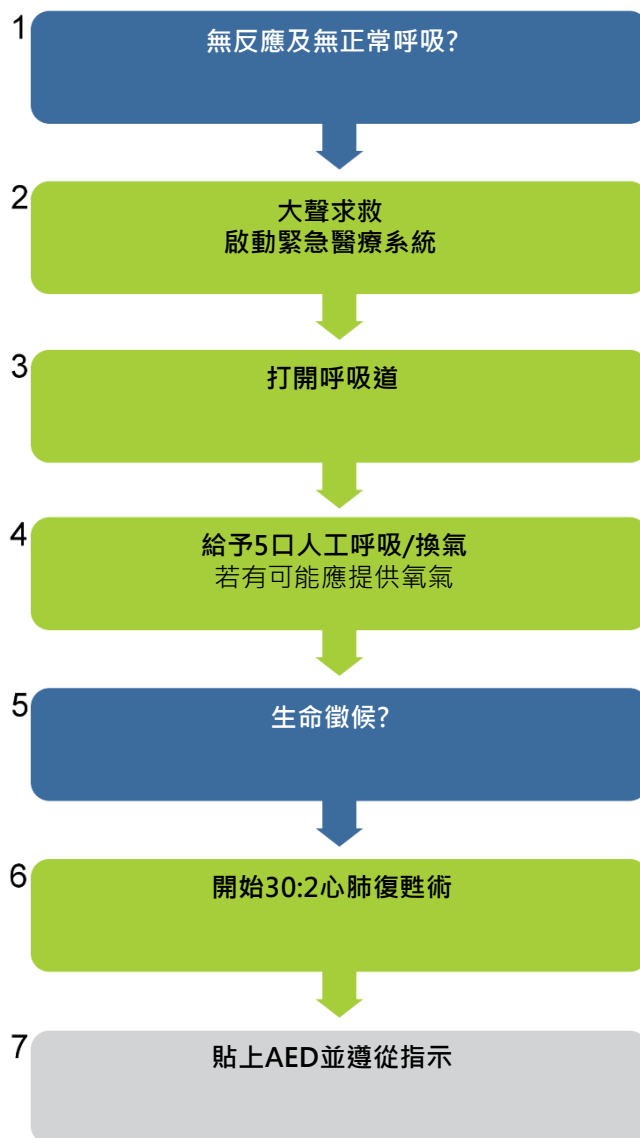 1
無反應及無正常呼吸?
2
大聲求救
啟動緊急醫療系統
3
打開呼吸道
4
給予5口人工呼吸/換氣
若有可能應提供氧氣
5
生命徵候?
6
開始30:2心肺復甦術
7
貼上AED並遵從指示